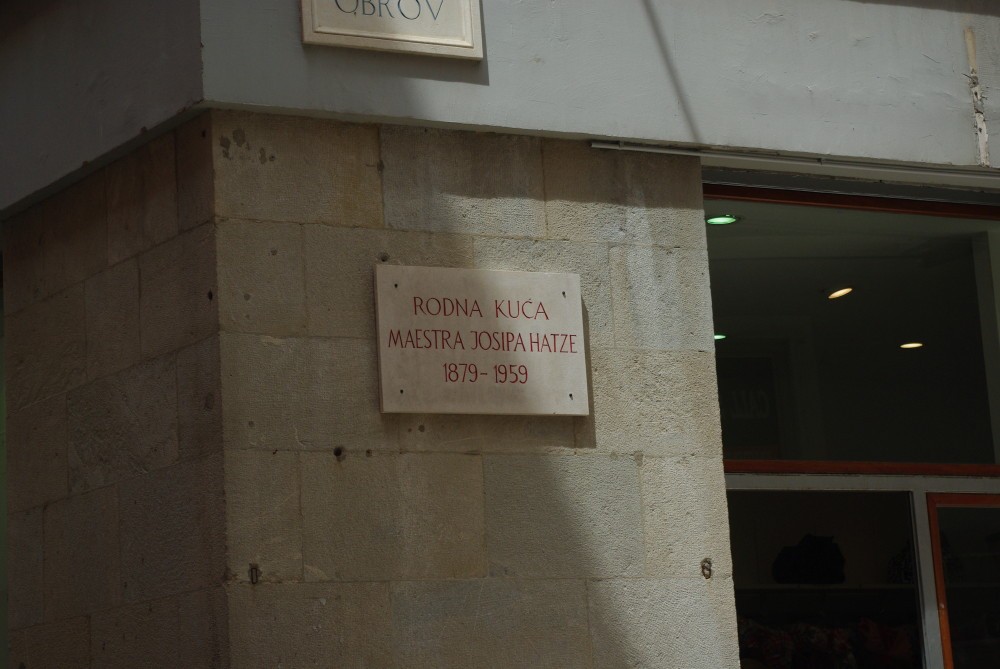 OBROV
RODNA KUĆA
MAESTRA JOSIPA HATZE
1879-1959